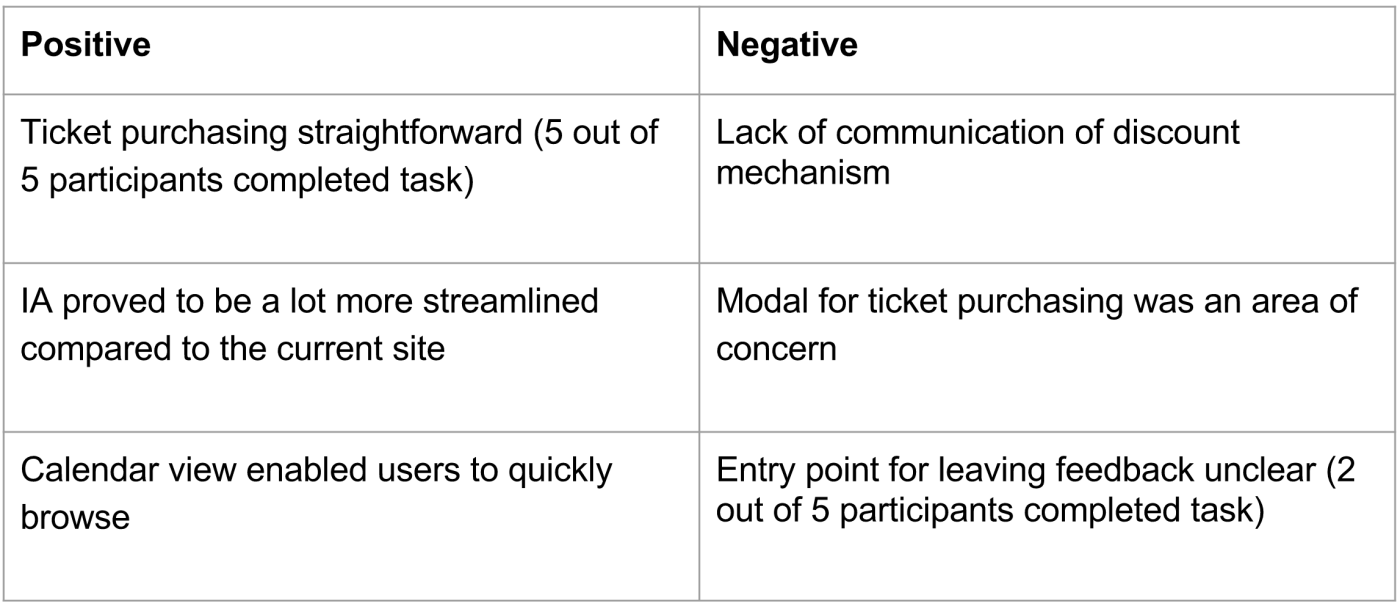 Positive
Negative
Ticket purchasing straightforward (5 out of
5 participants completed task)
Lack of communication of discount
mechanism
IA proved to be a lot more streamlined
compared to the current site
Modal for ticket purchasing was an area of
concern
Calendar view enabled users to quickly
browse
Entry point for leaving feedback unclear (2
out of 5 participants completed task)